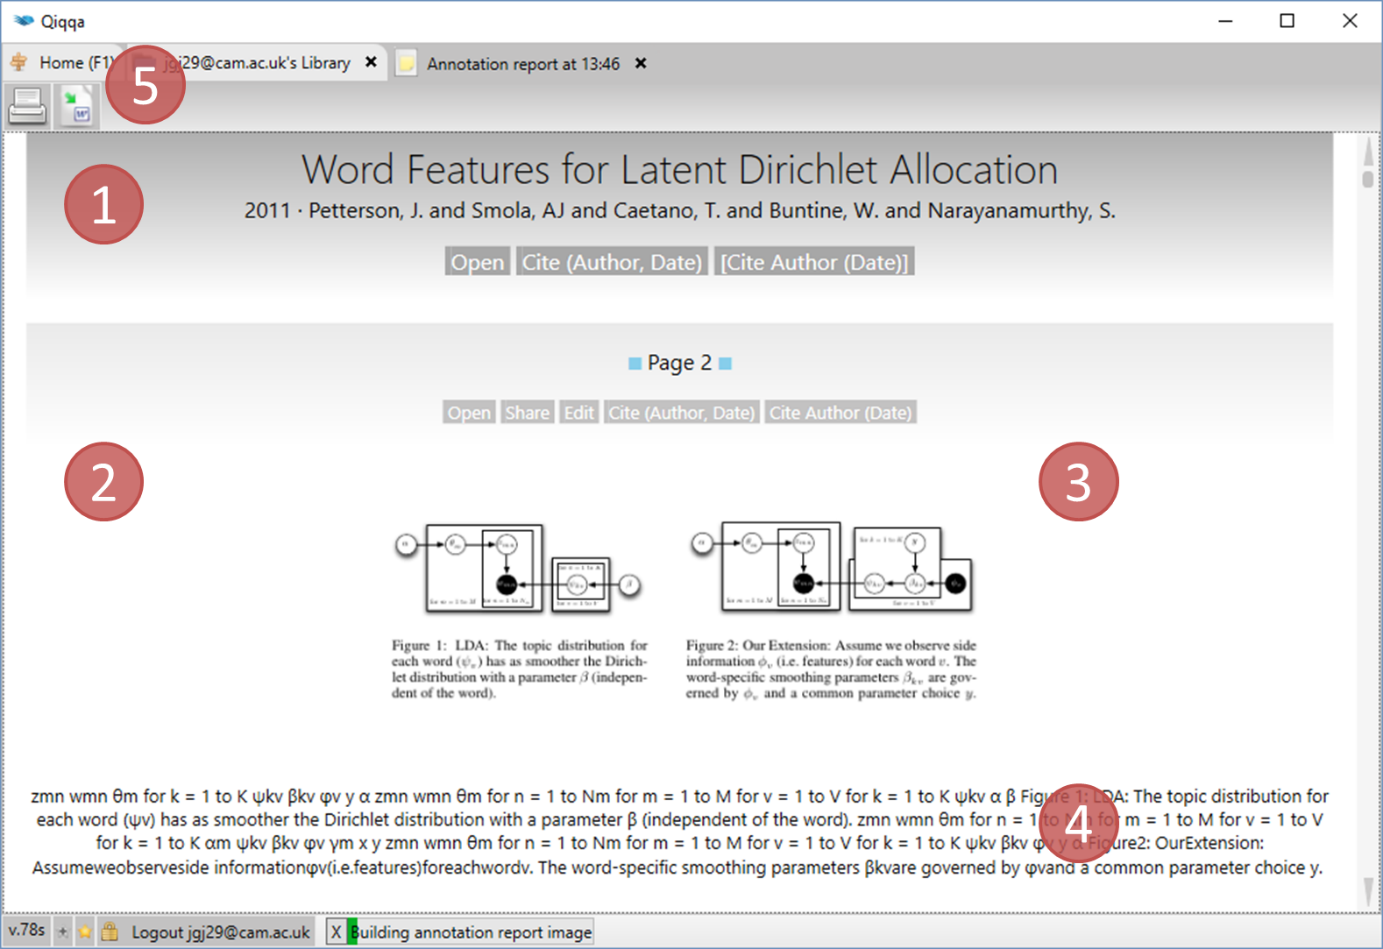 Qiqqa
Home (F1) jgj29@cam.ac.uk's Library Annotation report at 13:46
5
1
Word Features for Latent Dirichlet Allocation
2011 · Petterson, J. and Smola, AJ and Caetano, T. and Buntine, W. and Narayanamurthy, S.
Open Cite (Author, Date) [Cite Author (Date)]
Page 2
Open Share Edit Cite (Author, Date) Cite Author (Date)
2
3
Figure 1: LDA: The topic distribution for
each word (ψv) has as smoother the Dirich-
let distribution with a parameter β (indepen-
dent of the word).
Figure 2: Our Extension: Assume we observe side
information ϕv (i.e. features) for each word v. The
word-specific smoothing parameters βkv are gov-
erned by ϕv and a common parameter choice y.
zmn wmn θm for k = 1 to K ψkv βkv φv y α zmn wmn θm for n = 1 to Nm for m = 1 to M for v = 1 to V for k = 1 to K ψkv α β Figure 1: LDA: The topic distribution for
each word (ψv) has as smoother the Dirichlet distribution with a parameter β (independent of the word). zmn wmn θm for n = 1 to Nm for m = 1 to M for v = 1 to V
4
for k = 1 to K αm ψkv βkv φv γm x y zmn wmn θm for n = 1 to Nm for m = 1 to M for v = 1 to V for k = 1 to K ψkv βkv φv y α Figure2: OurExtension:
Assumeweobserveside informationφv(i.e.features)foreachwordv. The word-specific smoothing parameters βkvare governed by φvand a common parameter choice y.
v.78s Logout jgj29@cam.ac.uk X Building annotation report image